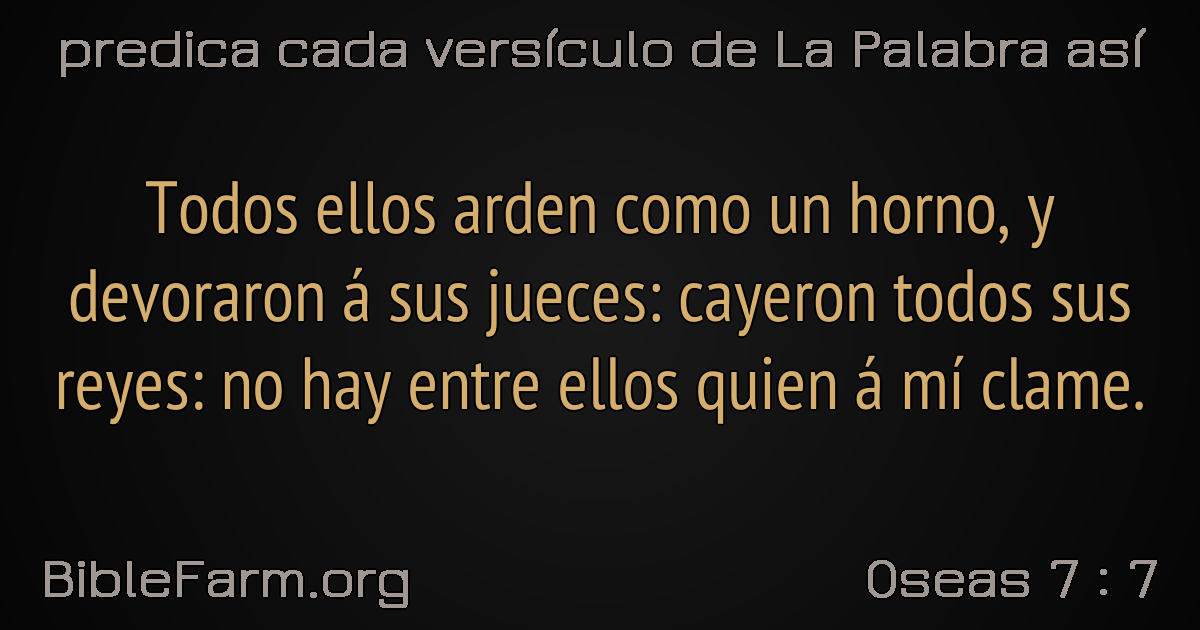 predica cada versículo de La Palabra así
Todos ellos arden como un horno, y
devoraron á sus jueces: cayeron todos sus
reyes: no hay entre ellos quien á mí clame.
BibleFarm.org
Oseas 7 : 7